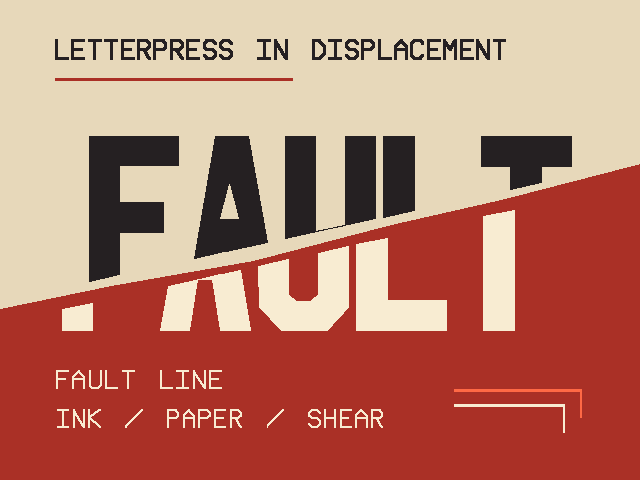 LETTERPRESS IN DISPLACEMENT
FAULT
FAULT LINE
INK / PAPER / SHEAR